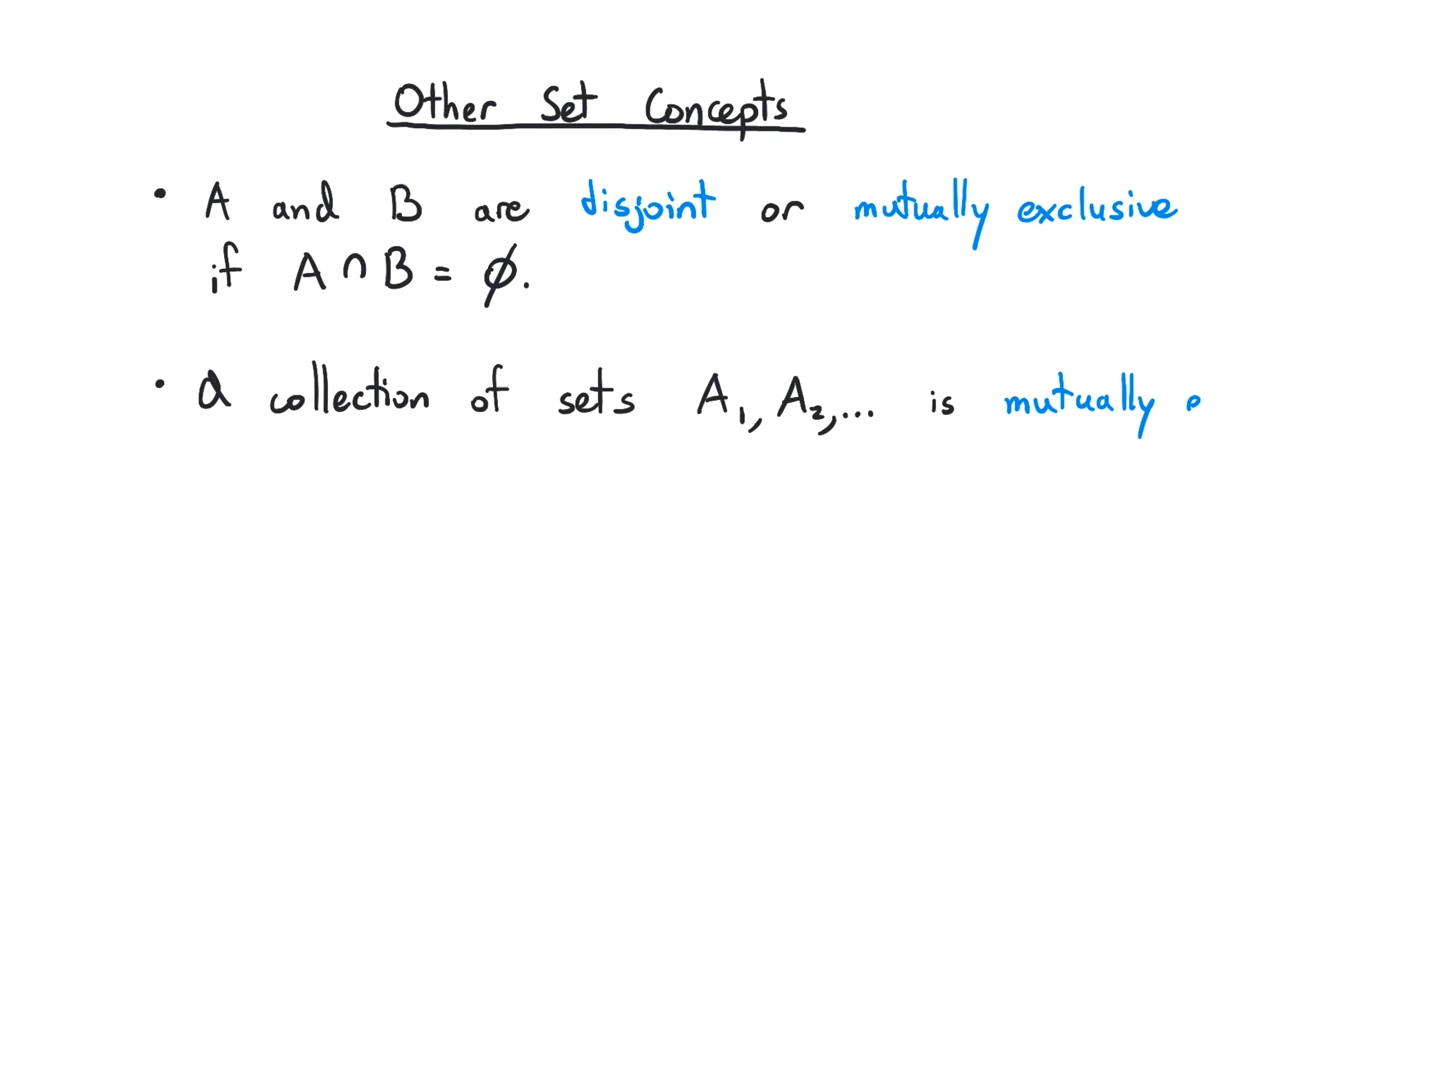 Other Set Concepts
• A and B are disjoint or mutually exclusive
if A ∩ B = ∅.
• a collection of sets A₁, A₂,... is mutually